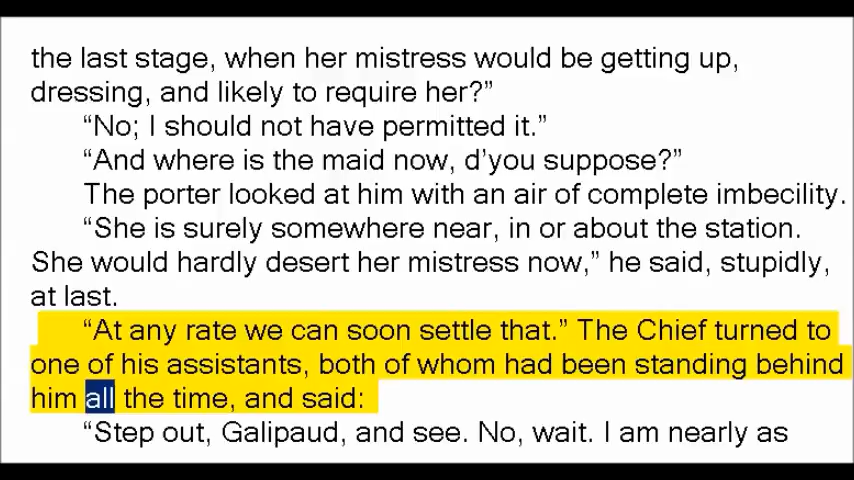 the last stage, when her mistress would be getting up,
dressing, and likely to require her?”
“No; I should not have permitted it.”
“And where is the maid now, d’you suppose?”
The porter looked at him with an air of complete imbecility.
“She is surely somewhere near, in or about the station.
She would hardly desert her mistress now,” he said, stupidly,
at last.
“At any rate we can soon settle that.” The Chief turned to
one of his assistants, both of whom had been standing behind
him all the time, and said:
“Step out, Galipaud, and see. No, wait. I am nearly as